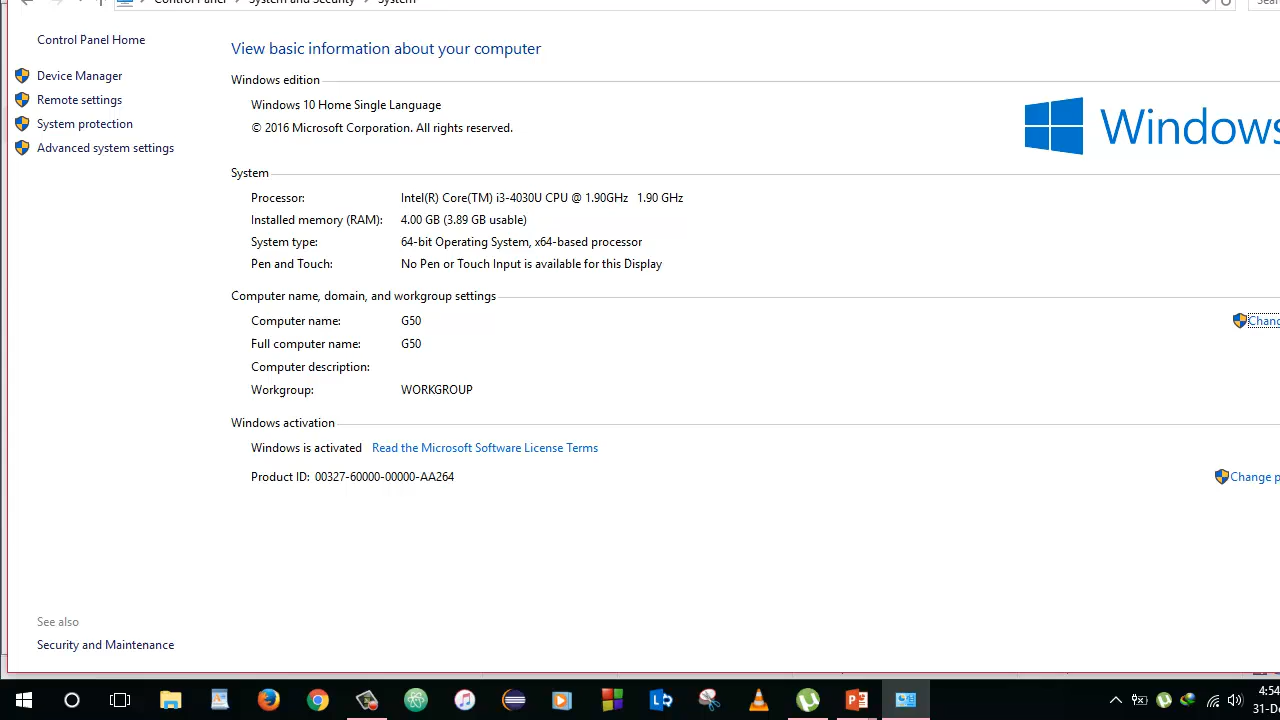 Control Panel > System and Security > System
Control Panel Home
Device Manager
Remote settings
System protection
Advanced system settings
View basic information about your computer
Windows edition
Windows 10 Home Single Language
© 2016 Microsoft Corporation. All rights reserved.
Windows
System
Processor: Intel(R) Core(TM) i3-4030U CPU @ 1.90GHz 1.90 GHz
Installed memory (RAM): 4.00 GB (3.89 GB usable)
System type: 64-bit Operating System, x64-based processor
Pen and Touch: No Pen or Touch Input is available for this Display
Computer name, domain, and workgroup settings
Computer name: G50
Full computer name: G50
Computer description:
Workgroup: WORKGROUP
Windows activation
Windows is activated Read the Microsoft Software License Terms
Product ID: 00327-60000-00000-AA264
Change p
See also
Security and Maintenance
4:54